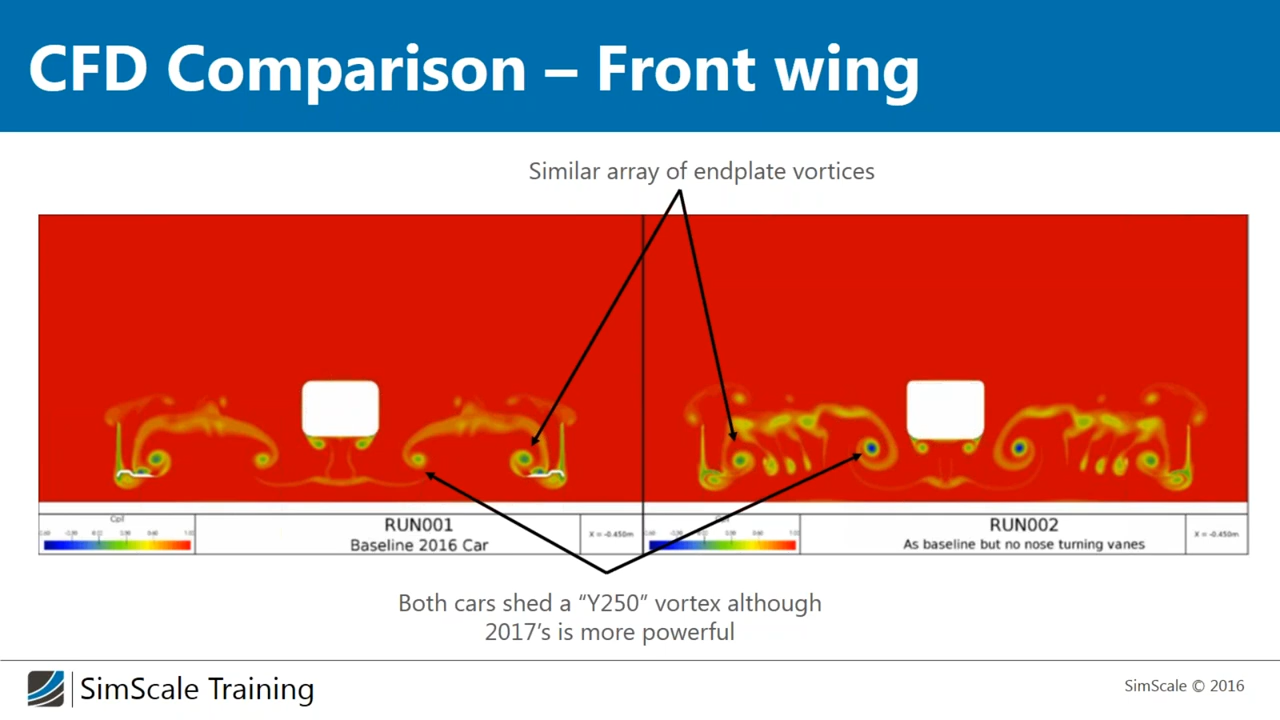 CFD Comparison – Front wing
Similar array of endplate vortices
CpT
RUN001
Baseline 2016 Car
X = -0.450m
RUN002
As baseline but no nose turning vanes
X = -0.450m
Both cars shed a “Y250” vortex although
2017’s is more powerful
SimScale Training
SimScale © 2016